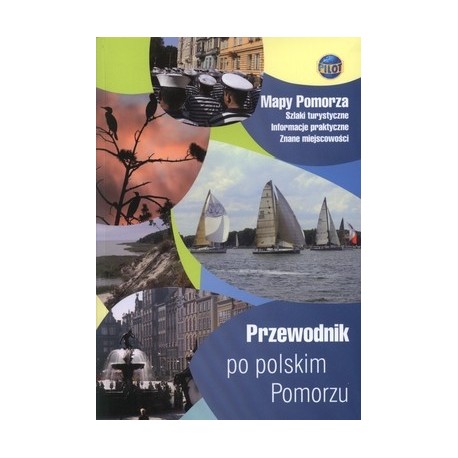 PILOT
Mapy Pomorza
Szlaki turystyczne
Informacje praktyczne
Znane miejscowości
Przewodnik
po polskim
Pomorzu